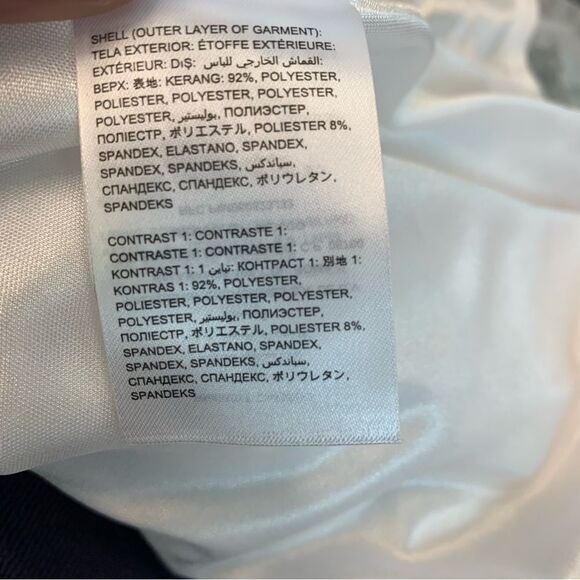 SHELL (OUTER LAYER OF GARMENT):
TELA EXTERIOR: ÉTOFFE EXTÉRIEURE:
EXTÉRIEUR: DIŞ: القماش الخارجي للباس:
ВЕРХ: 表地: KERANG: 92%, POLYESTER,
POLIESTER, POLYESTER, POLYESTER,
POLYESTER, بوليستير, ПОЛИЭСТЕР,
ПОЛІЕСТР, ポリエステル, POLIESTER 8%,
SPANDEX, ELASTANO, SPANDEX,
SPANDEX, SPANDEKS, سباندكس,
СПАНДЕКС, СПАНДЕКС, ポリウレタン,
SPANDEKS
CONTRAST 1: CONTRASTE 1:
CONTRASTE 1: CONTRASTE 1:
KONTRAST 1: تباين 1: КОНТРАСТ 1: 別地 1:
KONTRAS 1: 92%, POLYESTER,
POLIESTER, POLYESTER, POLYESTER,
POLYESTER, بوليستير, ПОЛИЭСТЕР,
ПОЛІЕСТР, ポリエステル, POLIESTER 8%,
SPANDEX, ELASTANO, SPANDEX,
SPANDEX, SPANDEKS, سباندكس,
СПАНДЕКС, СПАНДЕКС, ポリウレタン,
SPANDEKS